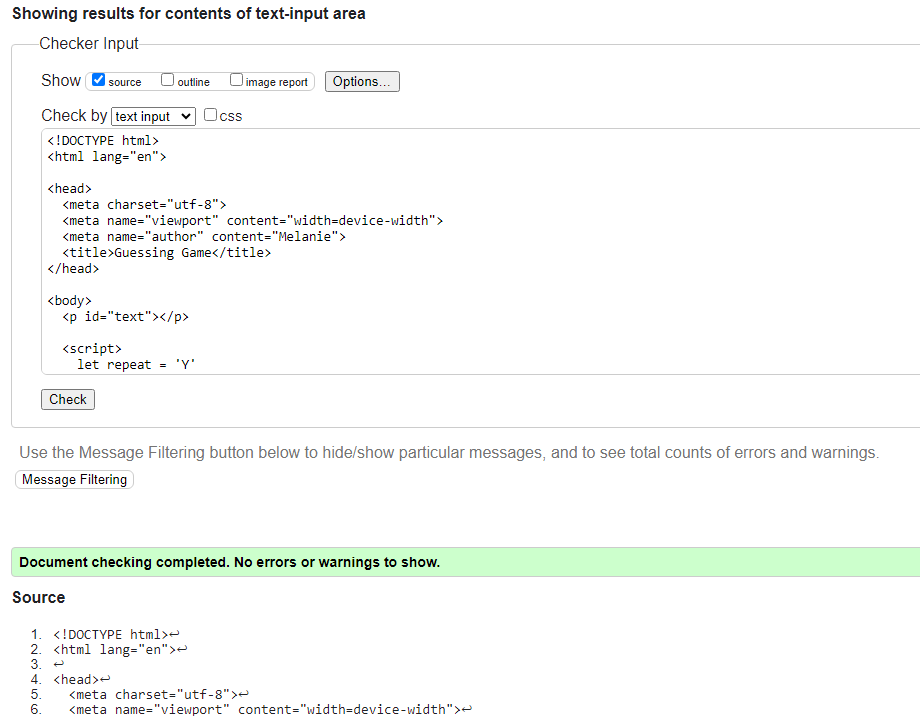 Showing results for contents of text-input area
Checker Input
Show source outline image report Options...
Check by text input css
<!DOCTYPE html>
<html lang="en">
<head>
<meta charset="utf-8">
<meta name="viewport" content="width=device-width">
<meta name="author" content="Melanie">
<title>Guessing Game</title>
</head>
<body>
<p id="text"></p>
<script>
let repeat = 'Y'
Check
Use the Message Filtering button below to hide/show particular messages, and to see total counts of errors and warnings.
Message Filtering
Document checking completed. No errors or warnings to show.
Source
1. <!DOCTYPE html>↩
2. <html lang="en">↩
3. ↩
4. <head>↩
5. <meta charset="utf-8">↩
6. <meta name="viewport" content="width=device-width">↩